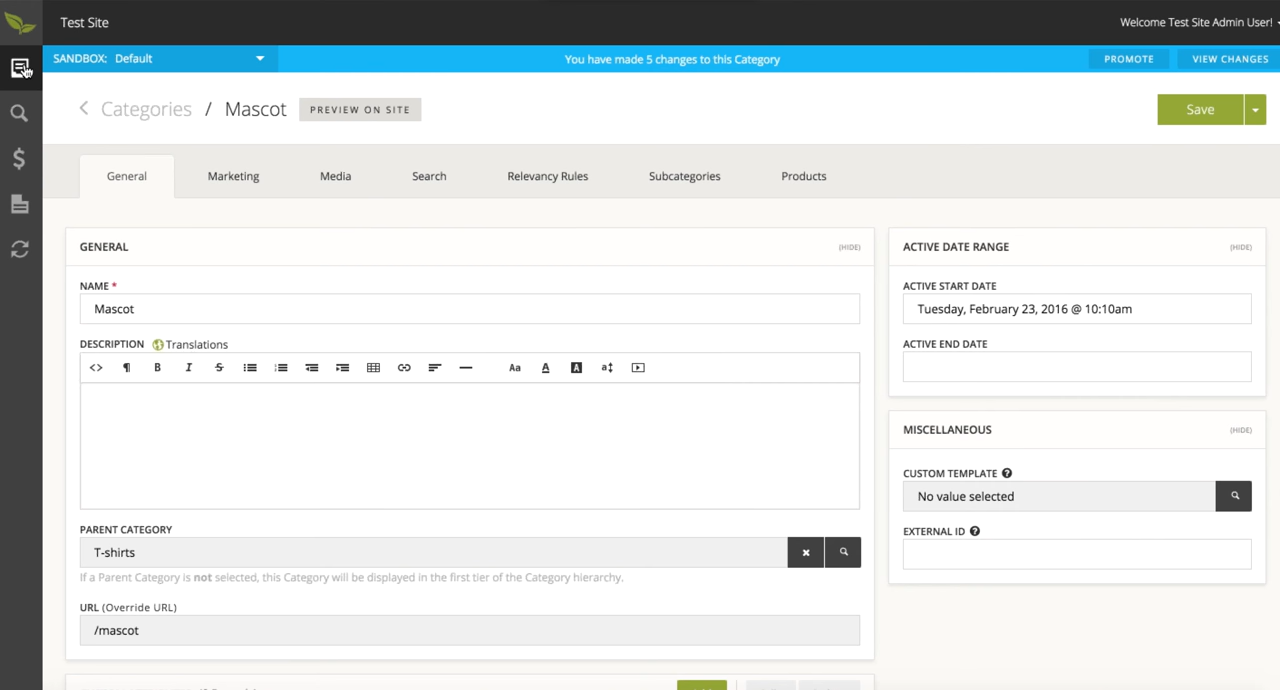 Test Site
Welcome Test Site Admin User!
SANDBOX: Default
You have made 5 changes to this Category
PROMOTE
VIEW CHANGES
Categories / Mascot
PREVIEW ON SITE
Save
General
Marketing
Media
Search
Relevancy Rules
Subcategories
Products
GENERAL
(HIDE)
NAME *
Mascot
DESCRIPTION Translations
PARENT CATEGORY
T-shirts
If a Parent Category is not selected, this Category will be displayed in the first tier of the Category hierarchy.
URL (Override URL)
/mascot
ACTIVE DATE RANGE
(HIDE)
ACTIVE START DATE
Tuesday, February 23, 2016 @ 10:10am
ACTIVE END DATE
MISCELLANEOUS
(HIDE)
CUSTOM TEMPLATE
No value selected
EXTERNAL ID